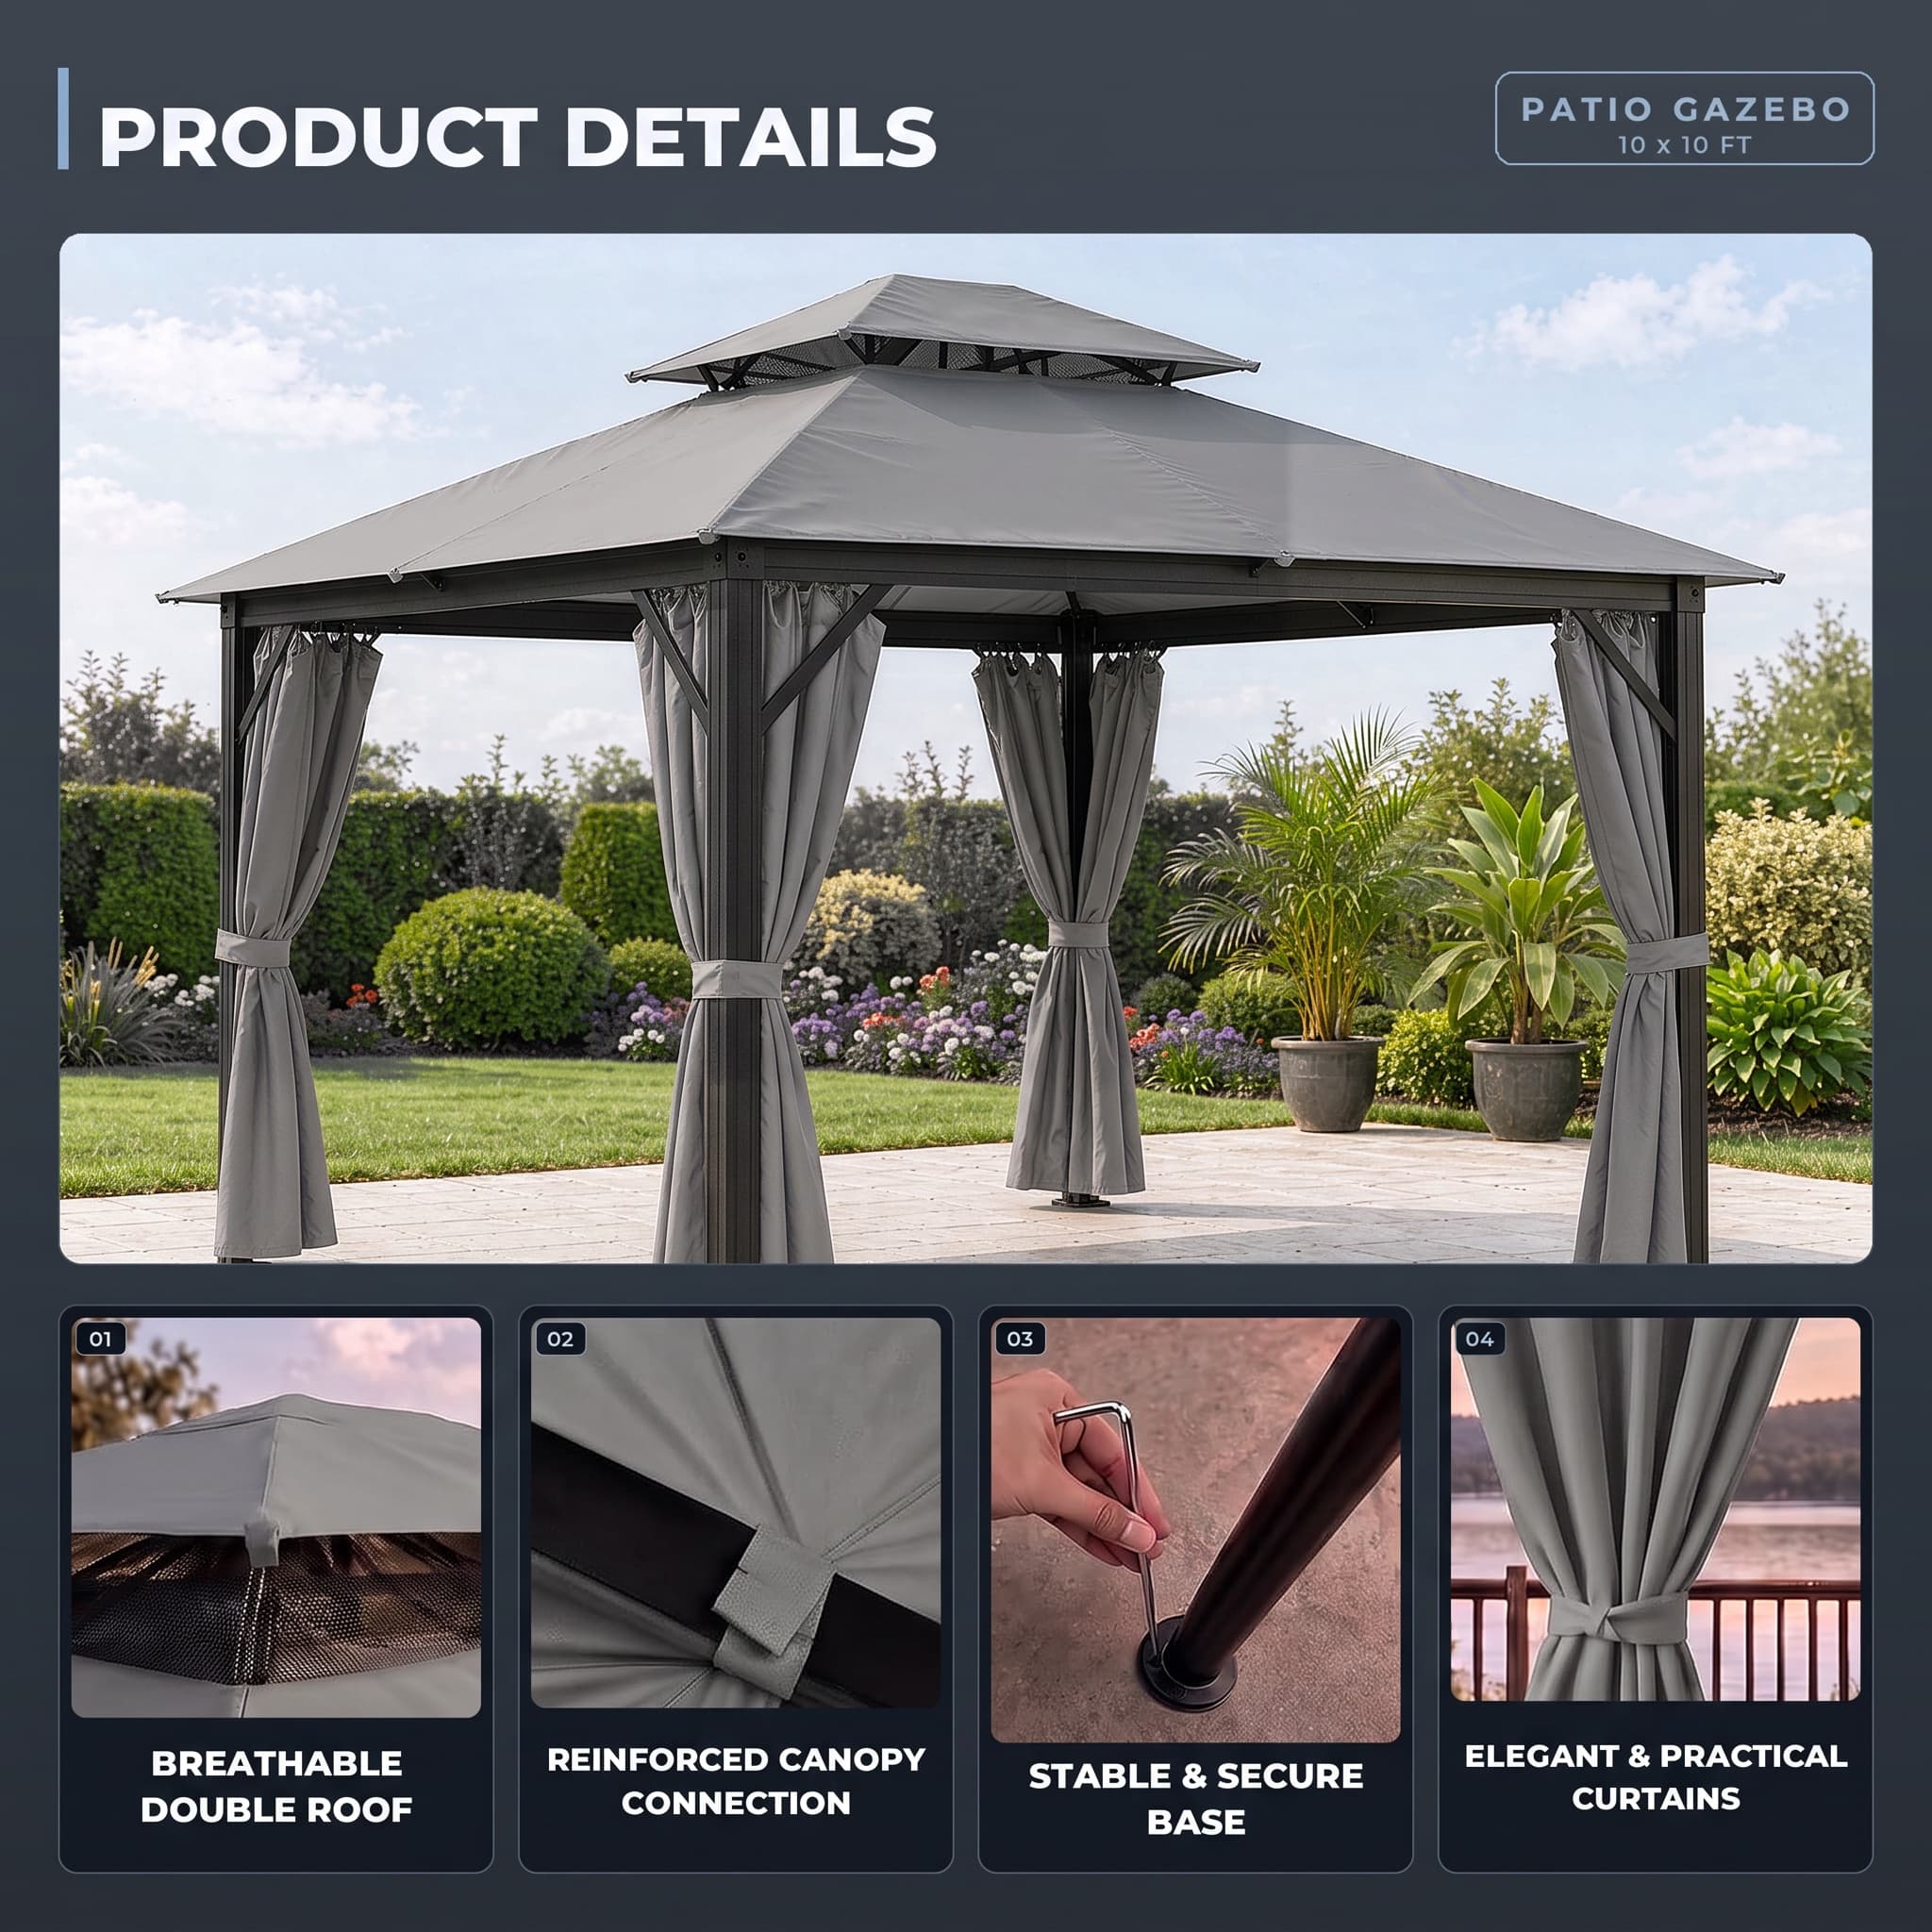 PRODUCT DETAILS
PATIO GAZEBO
10 x 10 FT
01
BREATHABLE
DOUBLE ROOF
02
REINFORCED CANOPY
CONNECTION
03
STABLE & SECURE
BASE
04
ELEGANT & PRACTICAL
CURTAINS